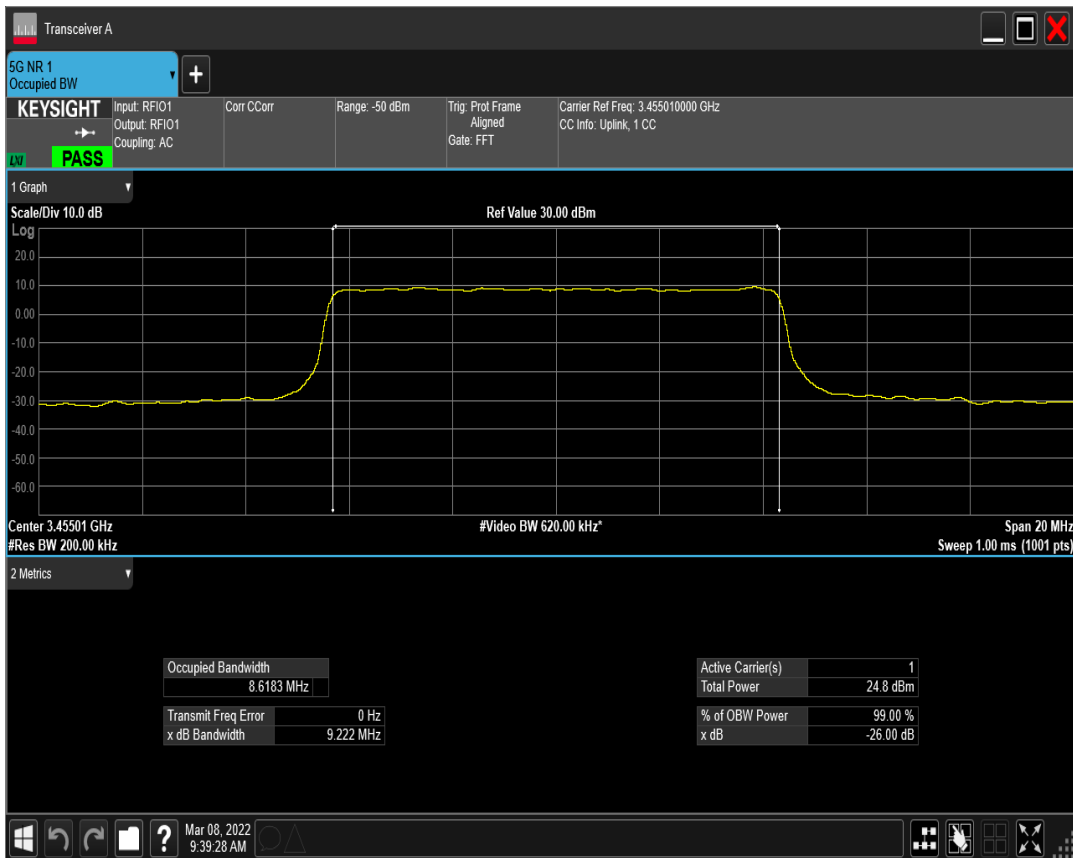 Transceiver A
5G NR 1
Occupied BW
+
KEYSIGHT
LXI
PASS
Input: RFIO1
Output: RFIO1
Coupling: AC
Corr CCorr
Range: -50 dBm
Trig: Prot Frame
Aligned
Gate: FFT
Carrier Ref Freq: 3.455010000 GHz
CC Info: Uplink, 1 CC
1 Graph
Scale/Div 10.0 dB
Ref Value 30.00 dBm
Log
20.0
10.0
0.00
-10.0
-20.0
-30.0
-40.0
-50.0
-60.0
Center 3.45501 GHz
#Video BW 620.00 kHz*
Span 20 MHz
#Res BW 200.00 kHz
Sweep 1.00 ms (1001 pts)
2 Metrics
Occupied Bandwidth
8.6183 MHz
Transmit Freq Error 0 Hz
x dB Bandwidth 9.222 MHz
Active Carrier(s) 1
Total Power 24.8 dBm
% of OBW Power 99.00 %
x dB -26.00 dB
?
Mar 08, 2022
9:39:28 AM